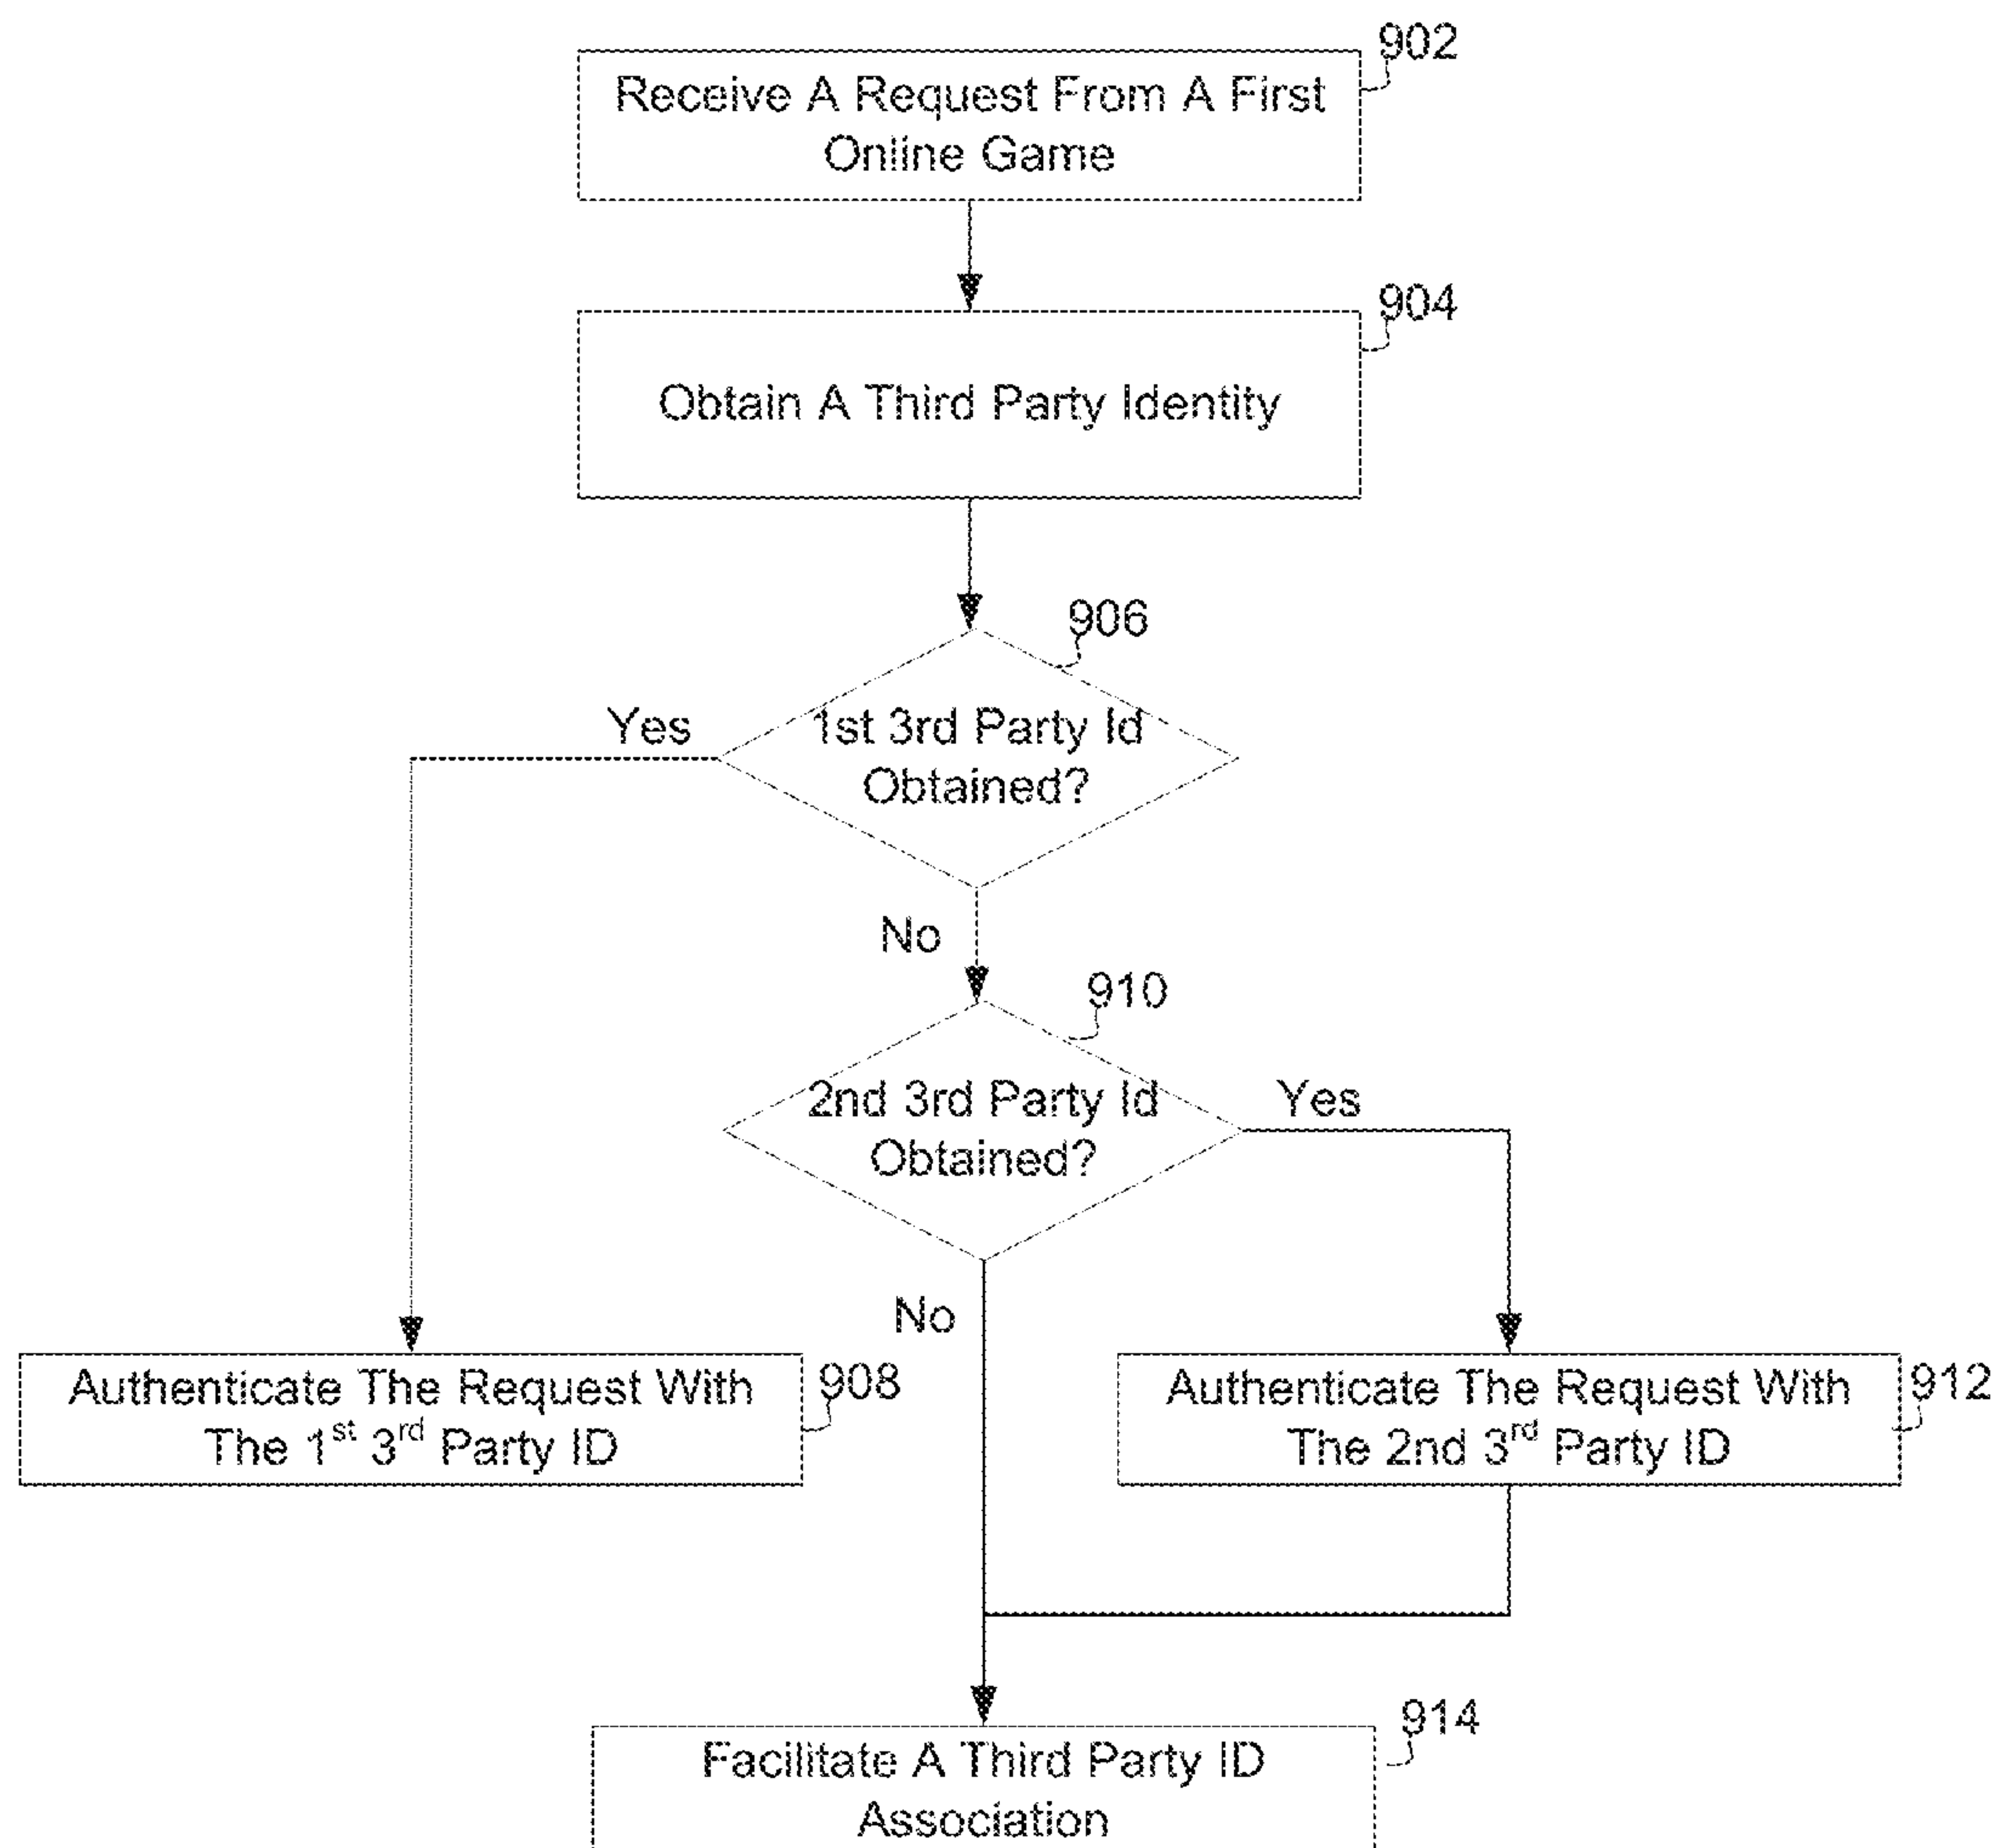 902
Receive A Request From A First
Online Game
904
Obtain A Third Party Identity
906
Yes
1st 3rd Party Id
Obtained?
No
910
2nd 3rd Party Id
Obtained?
Yes
No
Authenticate The Request With
The 1st 3rd Party ID
908
Authenticate The Request With
The 2nd 3rd Party ID
912
914
Facilitate A Third Party ID
Association